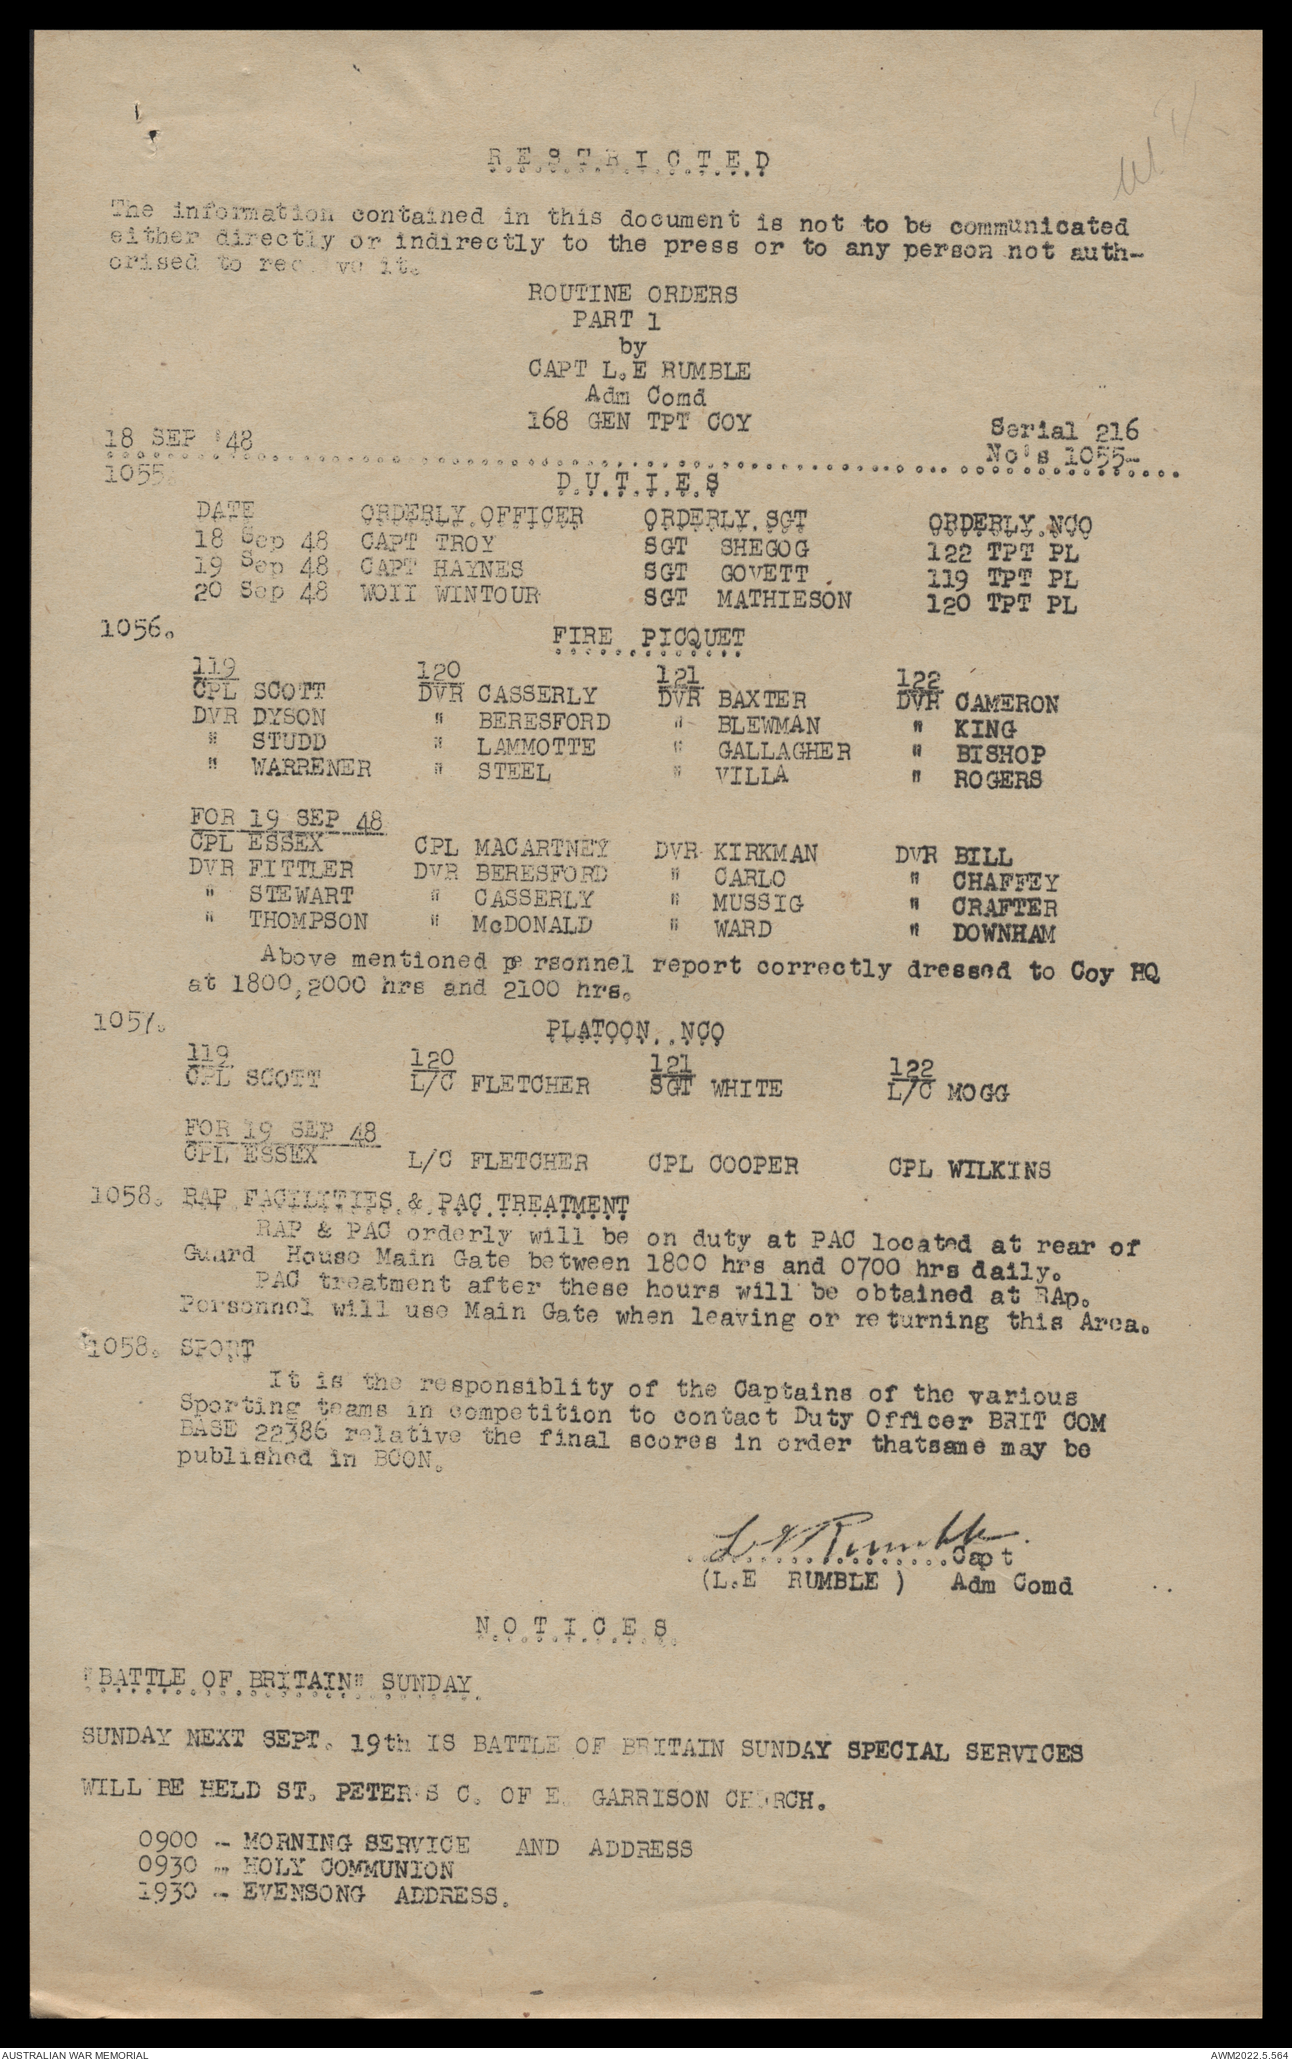 RESTRICTED
The information contained in this document is not to be communicated
either directly or indirectly to the press or to any person not auth-
orised to receive it.
ROUTINE ORDERS
PART 1
by
CAPT L.E RUMBLE
Adm Comd
168 GEN TPT COY
18 SEP '48 Serial 216
No's 1055-
1055. D.U.T.I.E.S
DATE ORDERLY.OFFICER ORDERLY.SGT ORDERLY.NCO
18 Sep 48 CAPT TROY SGT SHEGOG 122 TPT PL
19 Sep 48 CAPT HAYNES SGT GOVETT 119 TPT PL
20 Sep 48 WOII WINTOUR SGT MATHIESON 120 TPT PL
1056. FIRE PICQUET
119 120 121 122
CPL SCOTT DVR CASSERLY DVR BAXTER DVR CAMERON
DVR DYSON " BERESFORD " BLEWMAN " KING
" STUDD " LAMMOTTE " GALLAGHER " BISHOP
" WARRENER " STEEL " VILLA " ROGERS
FOR 19 SEP 48
CPL ESSEX CPL MACARTNEY DVR KIRKMAN DVR BILL
DVR FITTLER DVR BERESFORD " CARLO " CHAFFEY
" STEWART " CASSERLY " MUSSIG " CRAFTER
" THOMPSON " McDONALD " WARD " DOWNHAM
Above mentioned pe rsonnel report correctly dressed to Coy HQ
at 1800,2000 hrs and 2100 hrs.
1057. PLATOON..NCO
119 120 121 122
CPL SCOTT L/C FLETCHER SGT WHITE L/C MOGG
FOR 19 SEP 48
CPL ESSEX L/C FLETCHER CPL COOPER CPL WILKINS
1058. RAP FACILITIES & PAC TREATMENT
RAP & PAC orderly will be on duty at PAC located at rear of
Guard House Main Gate between 1800 hrs and 0700 hrs daily.
PAC treatment after these hours will be obtained at RAp.
Personnel will use Main Gate when leaving or returning this Area.
1058. SPORT
It is the responsiblity of the Captains of the various
Sporting teams in competition to contact Duty Officer BRIT COM
BASE 22386 relative the final scores in order thatsame may be
published in BCON.
L E Rumble
..................Capt
(L.E RUMBLE ) Adm Comd
NOTICES
"BATTLE OF BRITAIN" SUNDAY
SUNDAY NEXT SEPT. 19th IS BATTLE OF BRITAIN SUNDAY SPECIAL SERVICES
WILL BE HELD ST. PETER'S C. OF E. GARRISON CHURCH.
0900 - MORNING SERVICE AND ADDRESS
0930 - HOLY COMMUNION
1930 - EVENSONG ADDRESS.
AUSTRALIAN WAR MEMORIAL AWM2022.5.564